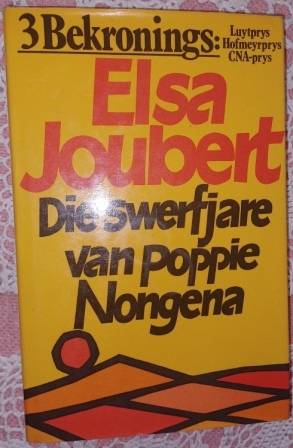 3 Bekronings: Luytprys
Hofmeyrprys
CNA-prys
Elsa
Joubert
Die swerfjare
van poppie
Nongena